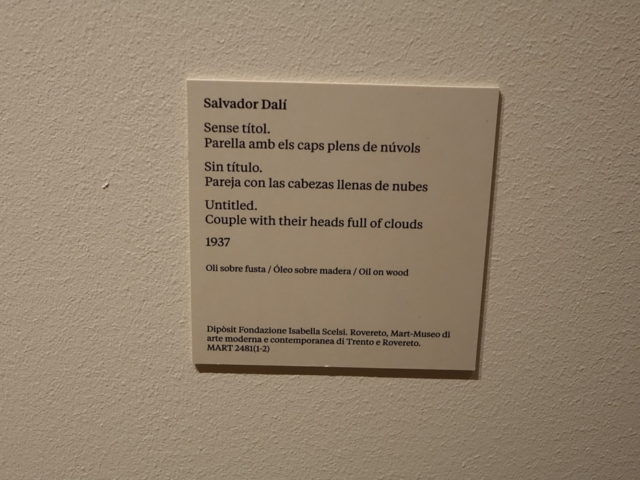 Salvador Dalí
Sense títol.
Parella amb els caps plens de núvols
Sin título.
Pareja con las cabezas llenas de nubes
Untitled.
Couple with their heads full of clouds
1937
Oli sobre fusta / Óleo sobre madera / Oil on wood
Dipòsit Fondazione Isabella Scelsi. Rovereto, Mart-Museo di
arte moderna e contemporanea di Trento e Rovereto.
MART 2481(1-2)